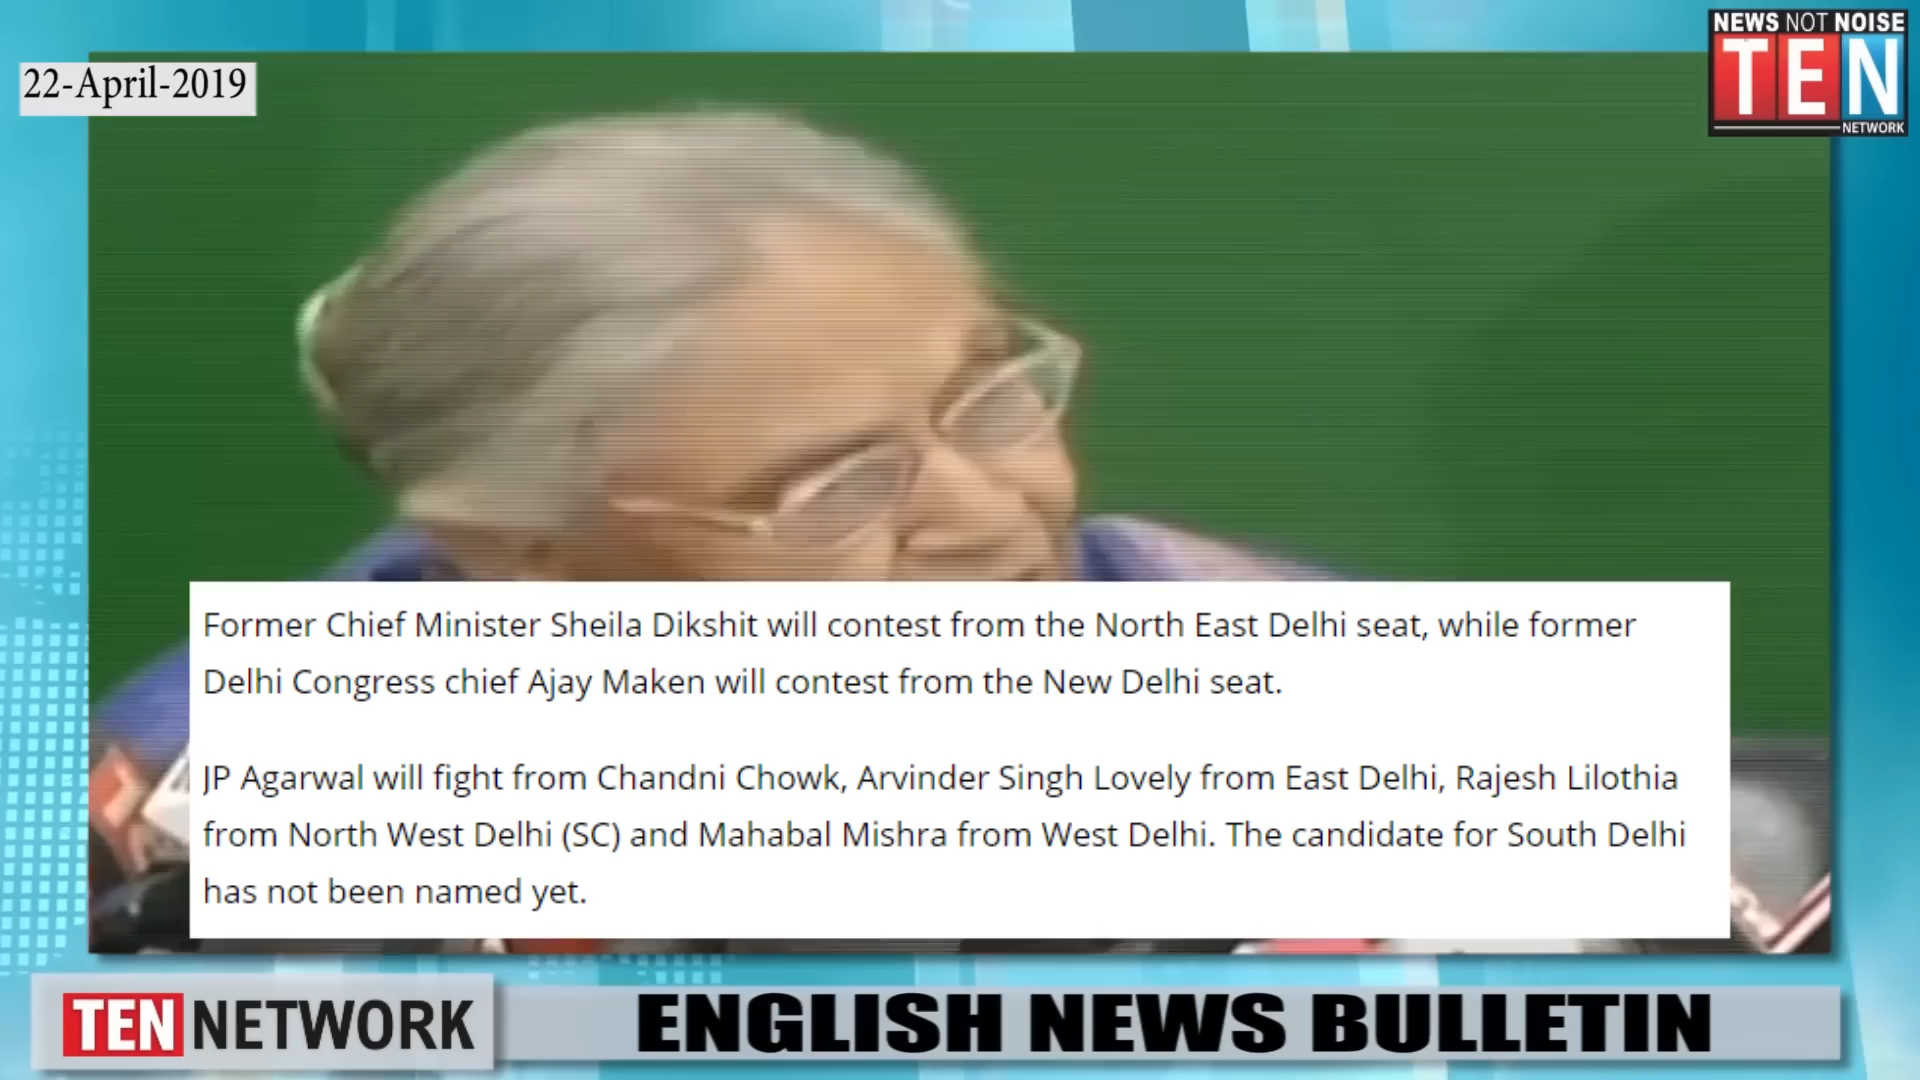 22-April-2019
NEWS NOT NOISE
TEN
NETWORK
Former Chief Minister Sheila Dikshit will contest from the North East Delhi seat, while former
Delhi Congress chief Ajay Maken will contest from the New Delhi seat.
JP Agarwal will fight from Chandni Chowk, Arvinder Singh Lovely from East Delhi, Rajesh Lilothia
from North West Delhi (SC) and Mahabal Mishra from West Delhi. The candidate for South Delhi
has not been named yet.
TEN NETWORK
ENGLISH NEWS BULLETIN